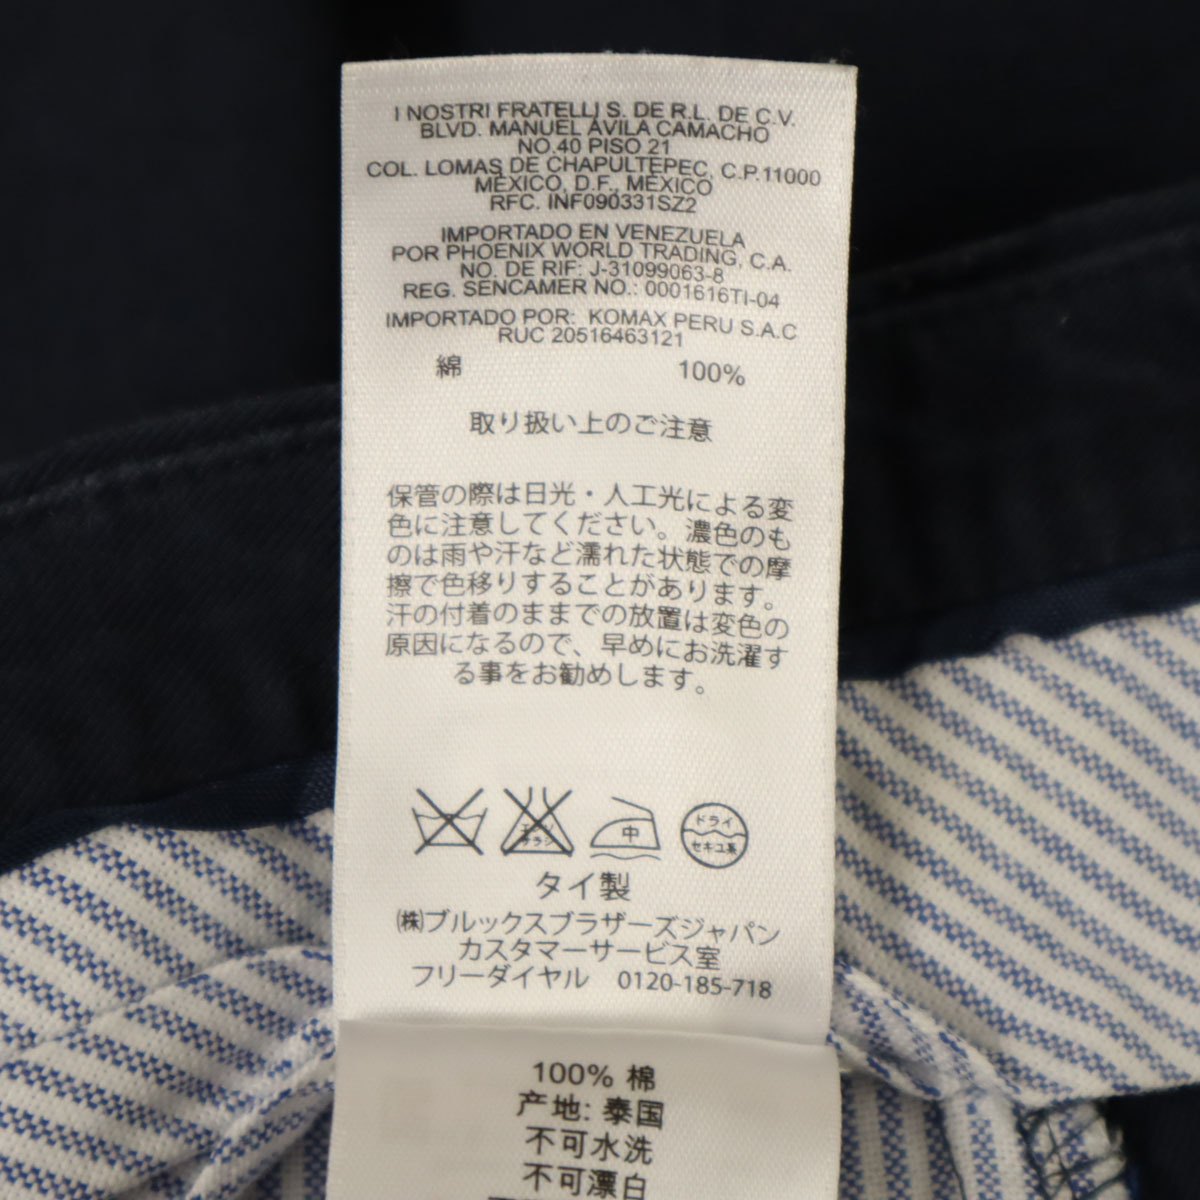 I NOSTRI FRATELLI S. DE R.L. DE C.V.
BLVD. MANUEL ÁVILA CAMACHO
NO.40 PISO 21
COL. LOMAS DE CHAPULTEPEC, C.P.11000
MÉXICO, D.F., MÉXICO
RFC. INF090331SZ2
IMPORTADO EN VENEZUELA
POR PHOENIX WORLD TRADING, C.A.
NO. DE RIF: J-31099063-8
REG. SENCAMER NO.: 0001616TI-04
IMPORTADO POR: KOMAX PERU S.A.C
RUC 20516463121
綿 100%
取り扱い上のご注意
保管の際は日光・人工光による変
色に注意してください。濃色のも
のは雨や汗など濡れた状態での摩
擦で色移りすることがあります。
汗の付着のままでの放置は変色の
原因になるので、早めにお洗濯す
る事をお勧めします。
エンソ
サラシ
中
ドライ
セキユ系
タイ製
㈱ブルックスブラザーズジャパン
カスタマーサービス室
フリーダイヤル 0120-185-718
100% 棉
产地: 泰国
不可水洗
不可漂白